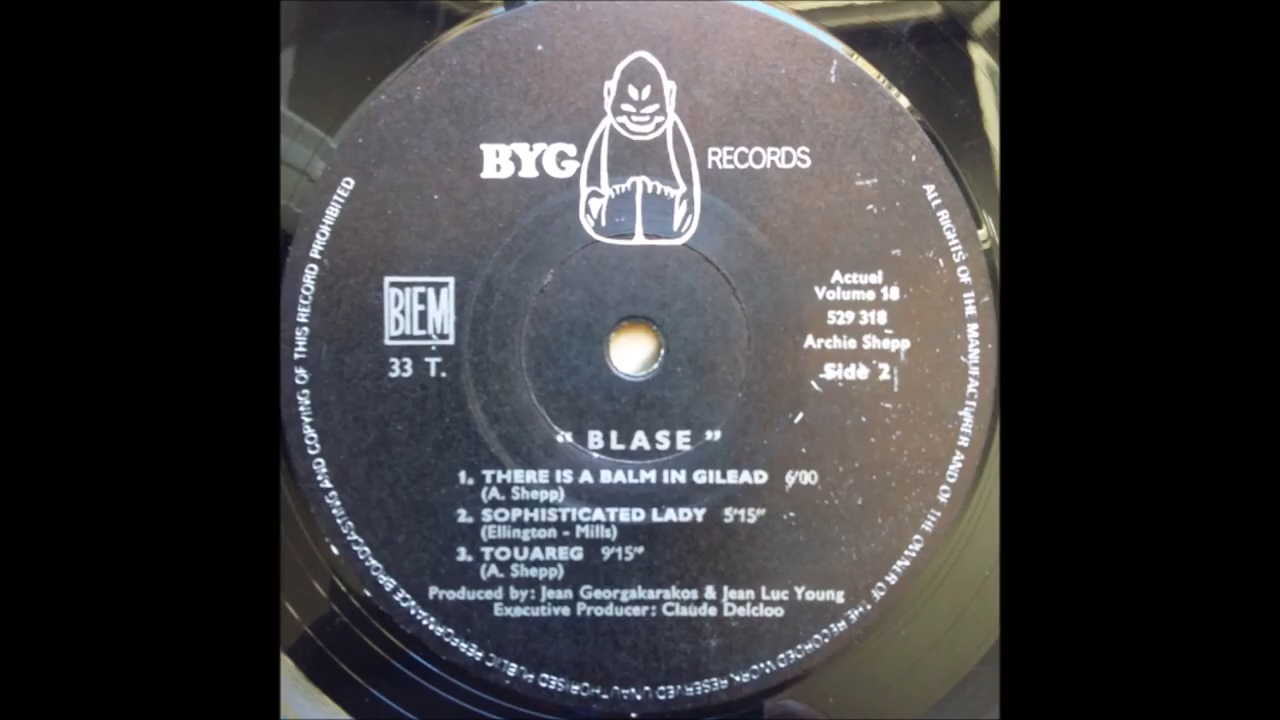 BYG RECORDS
ALL RIGHTS OF THE MANUFACTURER AND OF THE OWNER OF THE RECORDED WORK RESERVED UNAUTHORISED PUBLIC PERFORMANCE BROADCASTING AND COPYING OF THIS RECORD PROHIBITED
BIEM
33 T.
Actuel
Volume 18
529 318
Archie Shepp
Side 2
“ BLASE ”
1. THERE IS A BALM IN GILEAD 6'00
(A. Shepp)
2. SOPHISTICATED LADY 5'15"
(Ellington - Mills)
3. TOUAREG 9'15"
(A. Shepp)
Produced by: Jean Georgakarakos & Jean Luc Young
Executive Producer: Claude Delcloo